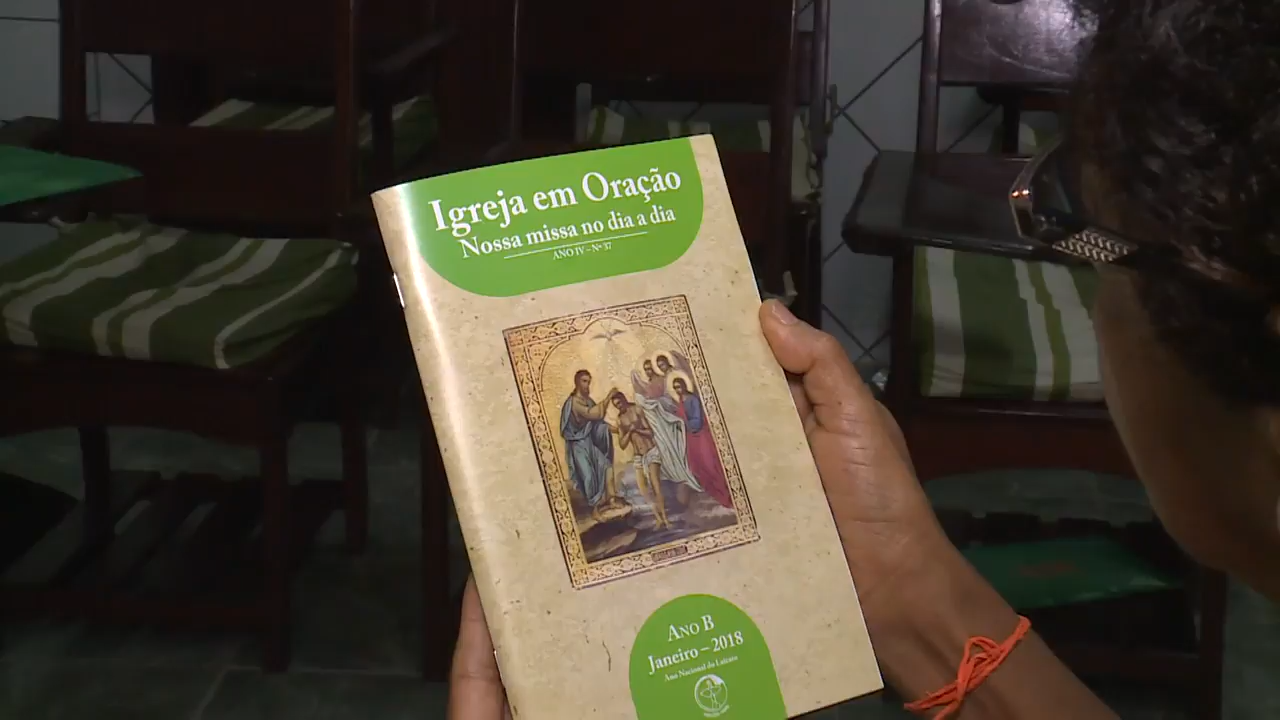 Igreja em Oração
Nossa missa no dia a dia
ANO IV – Nº 37
ANO B
Janeiro – 2018
Ano Nacional do Laicato